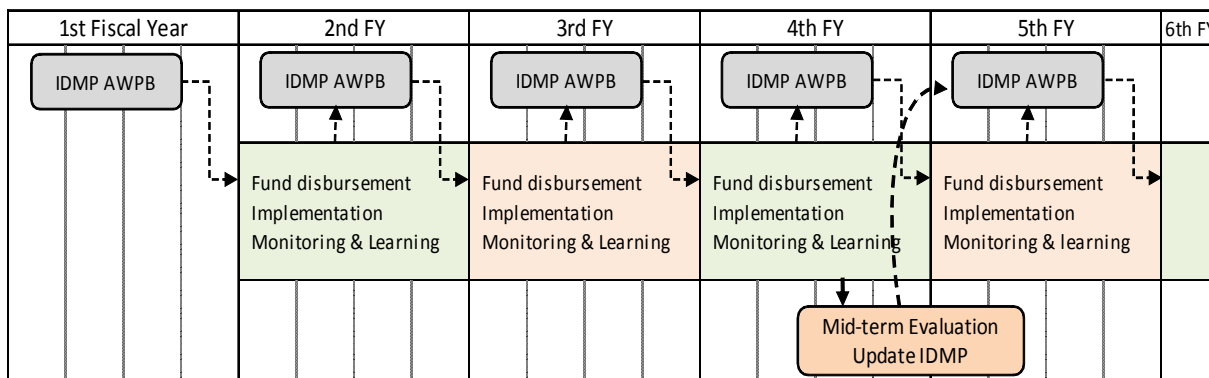 1st Fiscal Year
2nd FY
3rd FY
4th FY
5th FY
6th FY
IDMP AWPB
IDMP AWPB
IDMP AWPB
IDMP AWPB
IDMP AWPB
Fund disbursement
Implementation
Monitoring & Learning
Fund disbursement
Implementation
Monitoring & Learning
Fund disbursement
Implementation
Monitoring & Learning
Fund disbursement
Implementation
Monitoring & learning
Mid-term Evaluation
Update IDMP